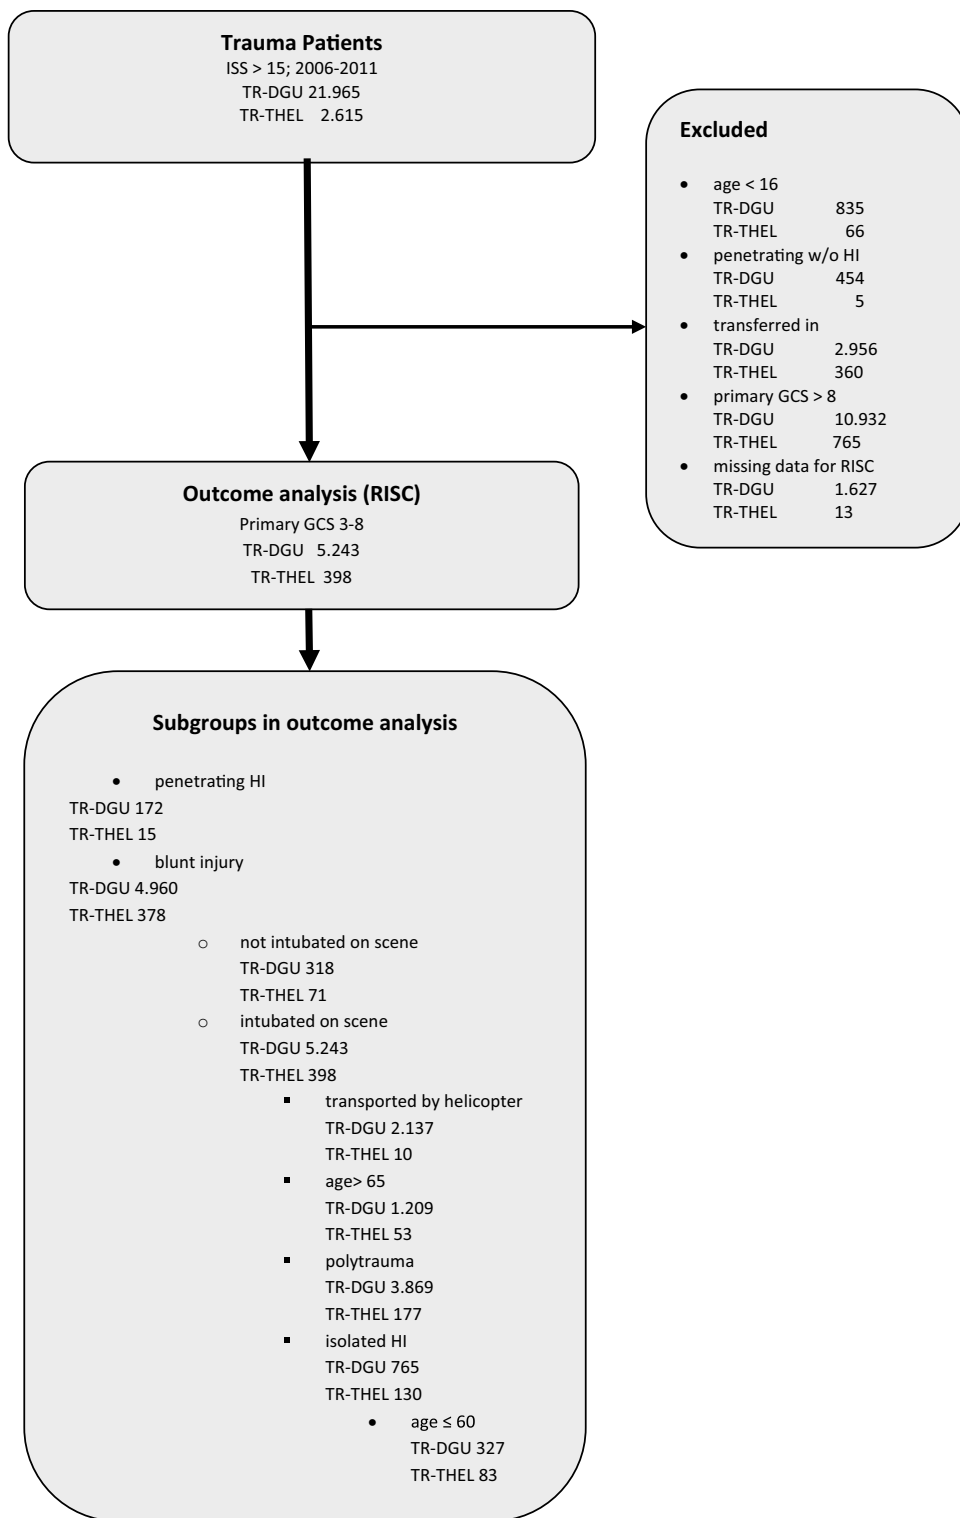 Trauma Patients
ISS > 15; 2006-2011
TR-DGU 21.965
TR-THEL 2.615
Excluded
• age < 16
TR-DGU 835
TR-THEL 66
• penetrating w/o HI
TR-DGU 454
TR-THEL 5
• transferred in
TR-DGU 2.956
TR-THEL 360
• primary GCS > 8
TR-DGU 10.932
TR-THEL 765
• missing data for RISC
TR-DGU 1.627
TR-THEL 13
Outcome analysis (RISC)
Primary GCS 3-8
TR-DGU 5.243
TR-THEL 398
Subgroups in outcome analysis
• penetrating HI
TR-DGU 172
TR-THEL 15
• blunt injury
TR-DGU 4.960
TR-THEL 378
○ not intubated on scene
TR-DGU 318
TR-THEL 71
○ intubated on scene
TR-DGU 5.243
TR-THEL 398
▪ transported by helicopter
TR-DGU 2.137
TR-THEL 10
▪ age> 65
TR-DGU 1.209
TR-THEL 53
▪ polytrauma
TR-DGU 3.869
TR-THEL 177
▪ isolated HI
TR-DGU 765
TR-THEL 130
• age ≤ 60
TR-DGU 327
TR-THEL 83